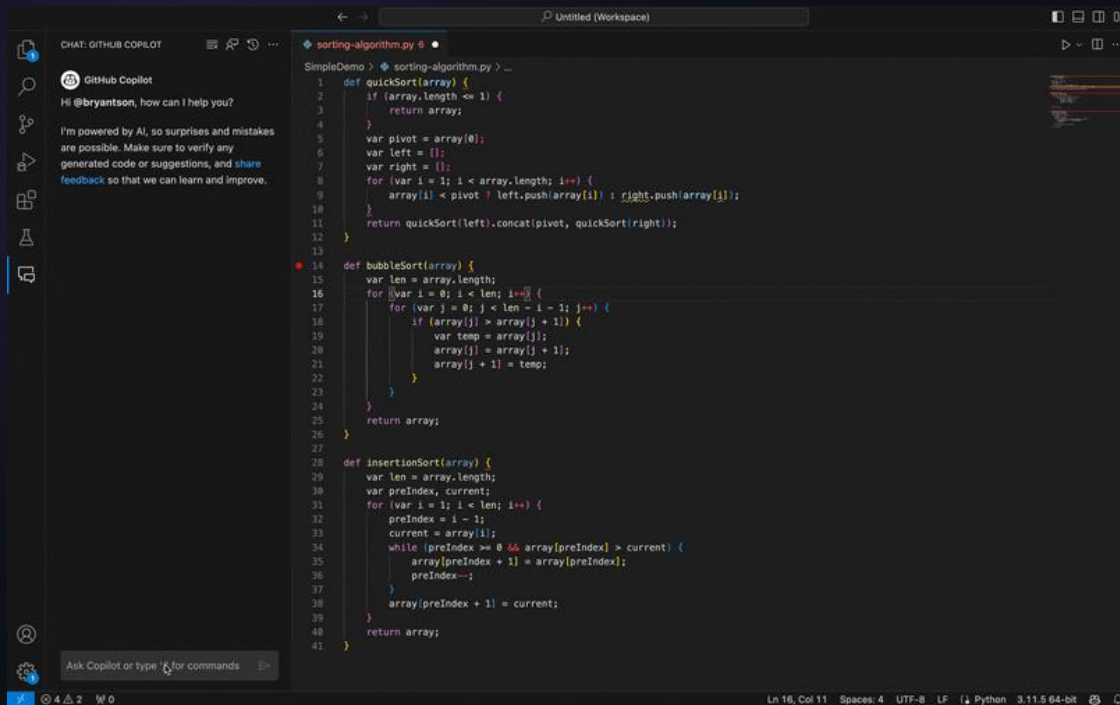 Untitled (Workspace)
CHAT: GITHUB COPILOT
GitHub Copilot
Hi @bryantson, how can I help you?
I'm powered by AI, so surprises and mistakes
are possible. Make sure to verify any
generated code or suggestions, and share
feedback so that we can learn and improve.
Ask Copilot or type '/' for commands
sorting-algorithm.py 6
SimpleDemo > sorting-algorithm.py > ...
1 def quickSort(array) {
2 if (array.length <= 1) {
3 return array;
4 }
5 var pivot = array[0];
6 var left = [];
7 var right = [];
8 for (var i = 1; i < array.length; i++) {
9 array[i] < pivot ? left.push(array[i]) : right.push(array[i]);
10 }
11 return quickSort(left).concat(pivot, quickSort(right));
12 }
13
14 def bubbleSort(array) {
15 var len = array.length;
16 for (var i = 0; i < len; i++) {
17 for (var j = 0; j < len - i - 1; j++) {
18 if (array[j] > array[j + 1]) {
19 var temp = array[j];
20 array[j] = array[j + 1];
21 array[j + 1] = temp;
22 }
23 }
24 }
25 return array;
26 }
27
28 def insertionSort(array) {
29 var len = array.length;
30 var preIndex, current;
31 for (var i = 1; i < len; i++) {
32 preIndex = i - 1;
33 current = array[i];
34 while (preIndex >= 0 && array[preIndex] > current) {
35 array[preIndex + 1] = array[preIndex];
36 preIndex--;
37 }
38 array[preIndex + 1] = current;
39 }
40 return array;
41 }
4 2 0 Ln 16, Col 11 Spaces: 4 UTF-8 LF Python 3.11.5 64-bit